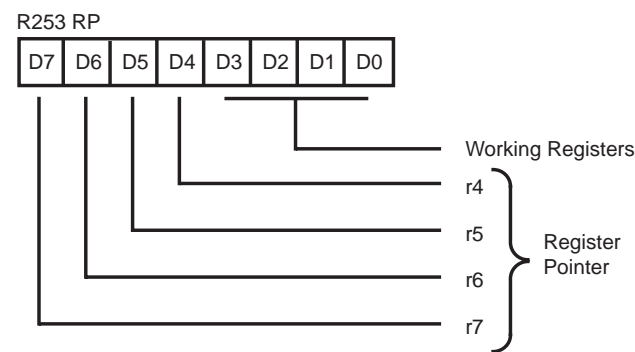 R253 RP
D7 D6 D5 D4 D3 D2 D1 D0
Working Registers
r4
r5
r6
r7
Register
Pointer